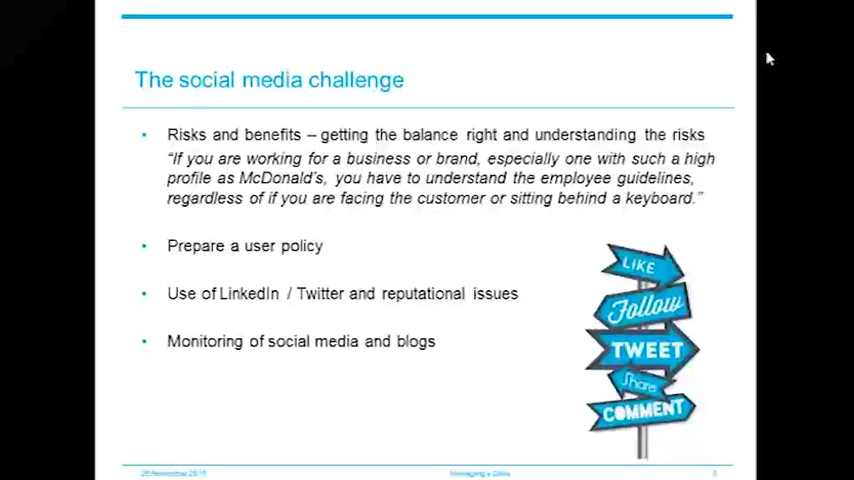 The social media challenge
• Risks and benefits – getting the balance right and understanding the risks
“If you are working for a business or brand, especially one with such a high
profile as McDonald’s, you have to understand the employee guidelines,
regardless of if you are facing the customer or sitting behind a keyboard.”
• Prepare a user policy
• Use of LinkedIn / Twitter and reputational issues
• Monitoring of social media and blogs
LIKE
Follow
TWEET
Share
COMMENT
Managing a